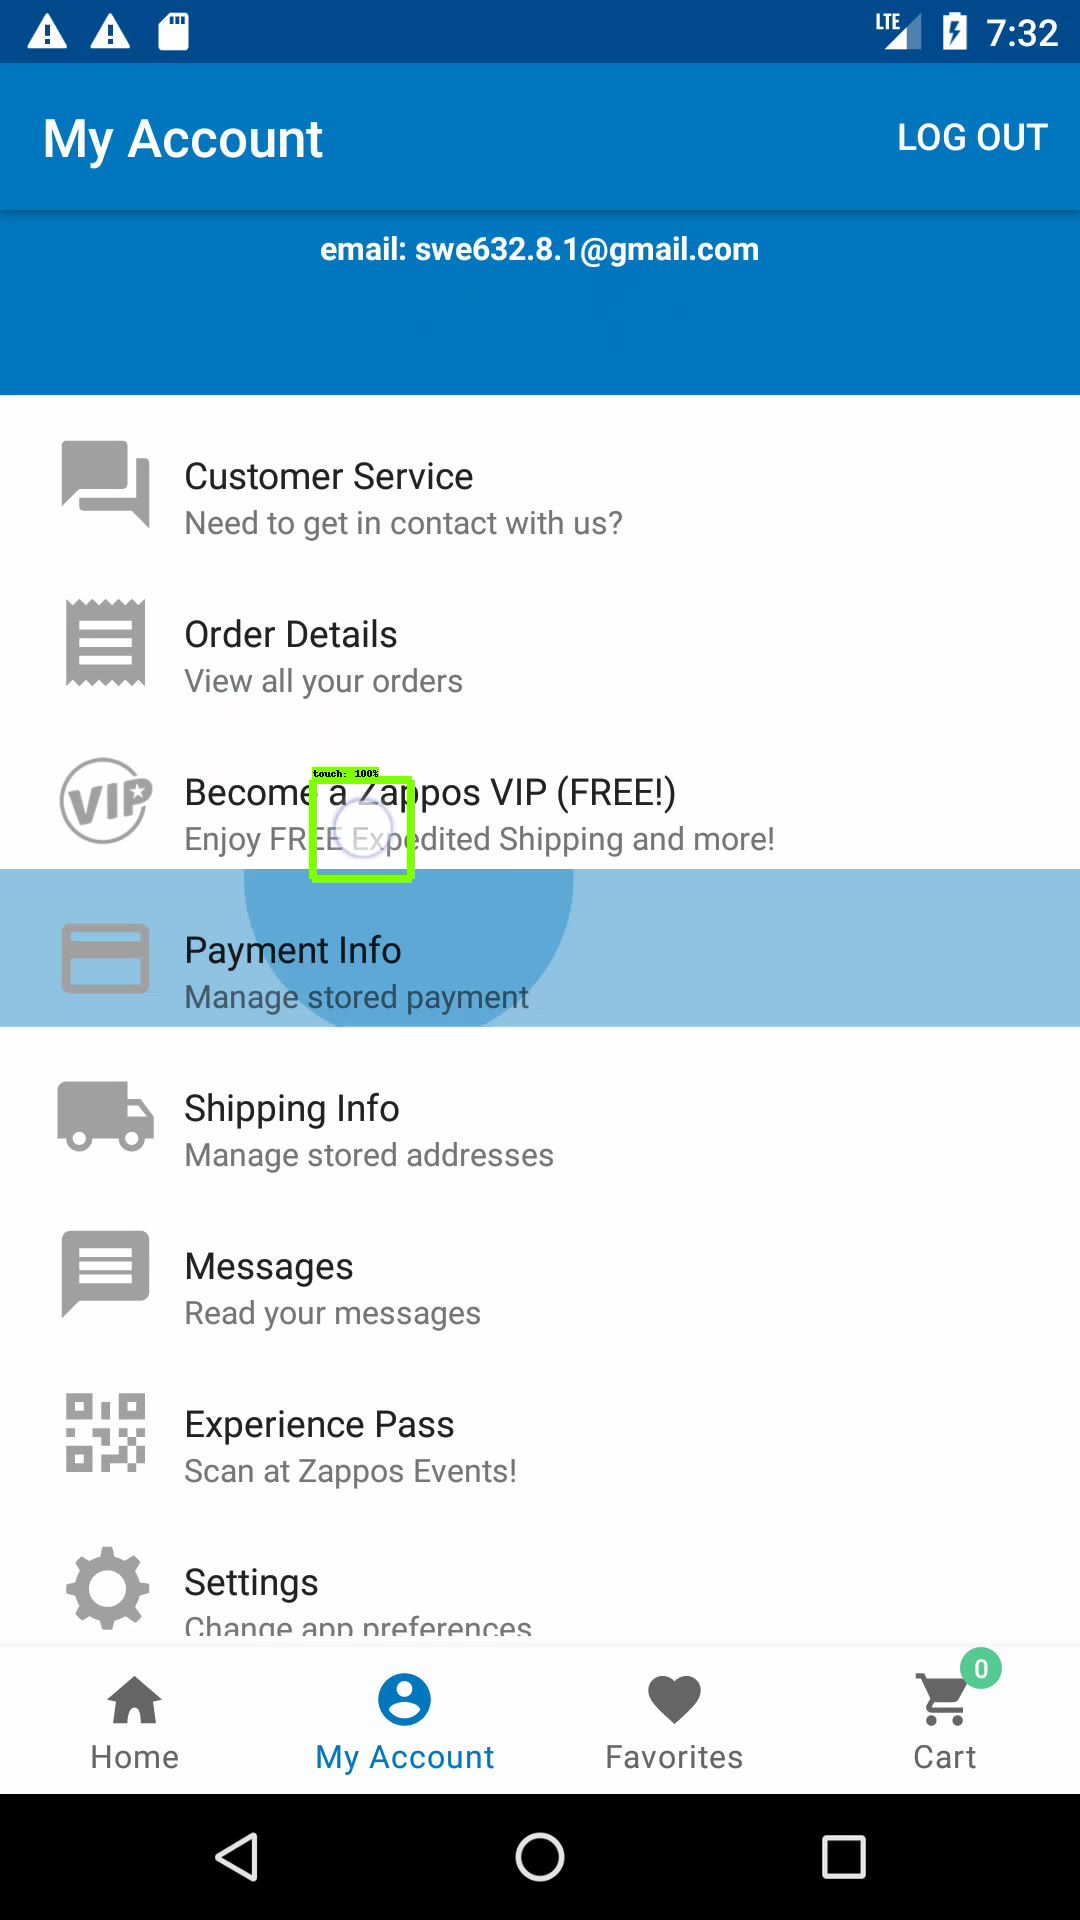 LTE 7:32
My Account LOG OUT
email: swe632.8.1@gmail.com
Customer Service
Need to get in contact with us?
Order Details
View all your orders
touch: 100%
VIP Become a Zappos VIP (FREE!)
Enjoy FREE Expedited Shipping and more!
Payment Info
Manage stored payment
Shipping Info
Manage stored addresses
Messages
Read your messages
Experience Pass
Scan at Zappos Events!
Settings
Change app preferences
0
Home My Account Favorites Cart